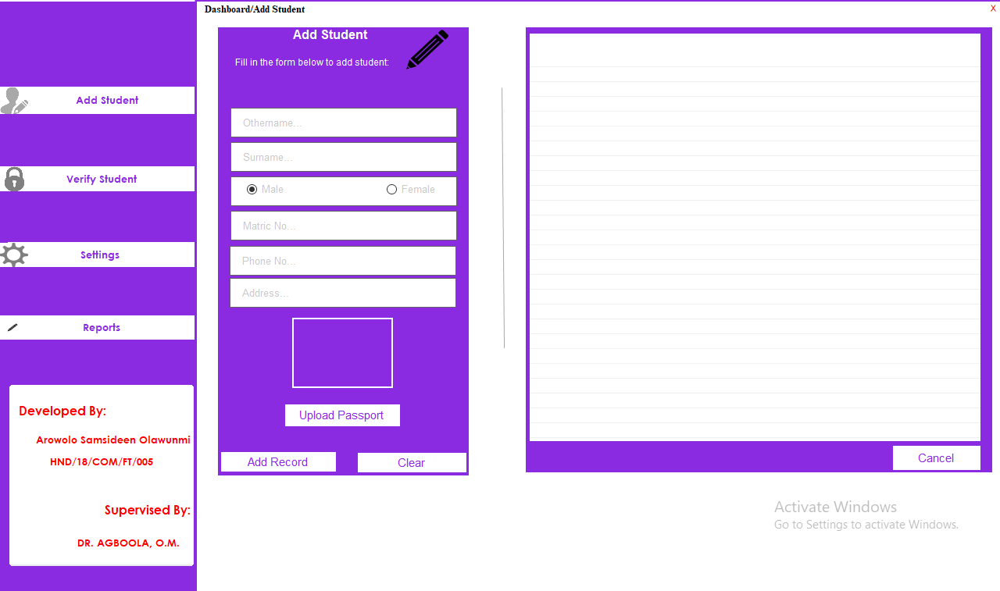 Dashboard/Add Student
X
Add Student
Verify Student
Settings
Reports
Developed By:
Arowolo Samsideen Olawunmi
HND/18/COM/FT/005
Supervised By:
DR. AGBOOLA, O.M.
Add Student
Fill in the form below to add student:
Othername...
Surname...
Male Female
Matric No...
Phone No...
Address...
Upload Passport
Add Record Clear
Cancel
Activate Windows
Go to Settings to activate Windows.